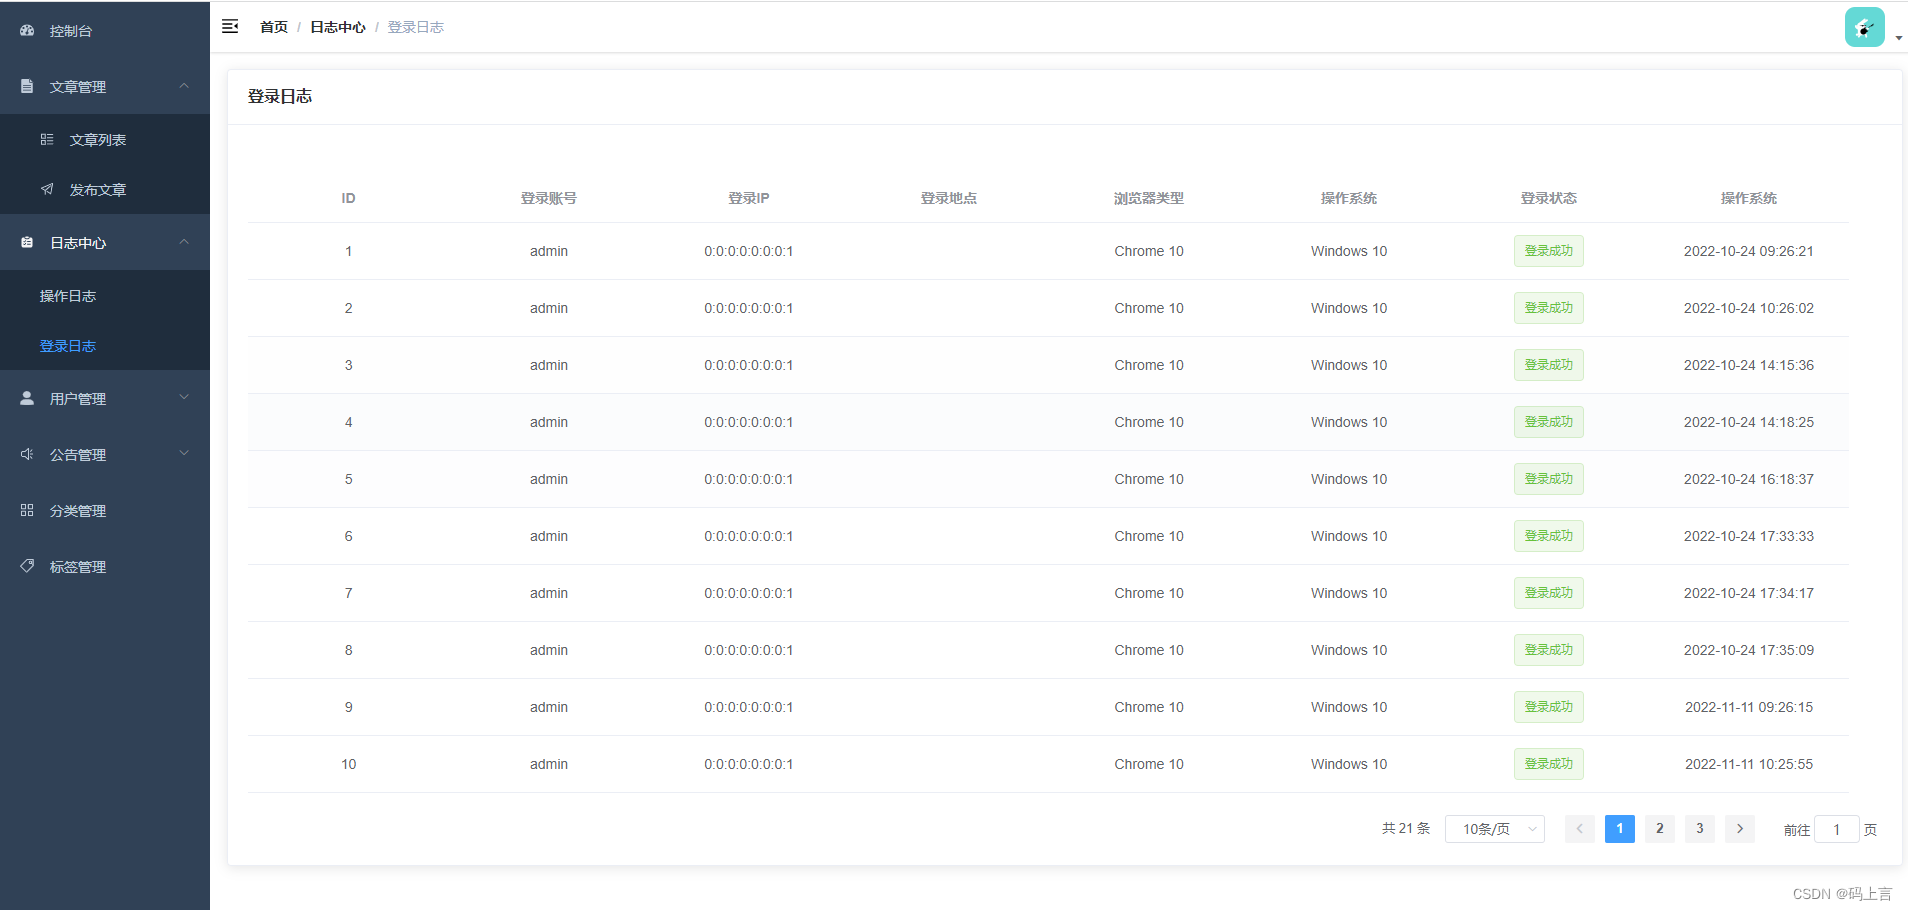 控制台
文章管理
文章列表
发布文章
日志中心
操作日志
登录日志
用户管理
公告管理
分类管理
标签管理
首页 / 日志中心 / 登录日志
登录日志
ID 登录账号 登录IP 登录地点 浏览器类型 操作系统 登录状态 操作系统
1 admin 0:0:0:0:0:0:0:1 Chrome 10 Windows 10 登录成功 2022-10-24 09:26:21
2 admin 0:0:0:0:0:0:0:1 Chrome 10 Windows 10 登录成功 2022-10-24 10:26:02
3 admin 0:0:0:0:0:0:0:1 Chrome 10 Windows 10 登录成功 2022-10-24 14:15:36
4 admin 0:0:0:0:0:0:0:1 Chrome 10 Windows 10 登录成功 2022-10-24 14:18:25
5 admin 0:0:0:0:0:0:0:1 Chrome 10 Windows 10 登录成功 2022-10-24 16:18:37
6 admin 0:0:0:0:0:0:0:1 Chrome 10 Windows 10 登录成功 2022-10-24 17:33:33
7 admin 0:0:0:0:0:0:0:1 Chrome 10 Windows 10 登录成功 2022-10-24 17:34:17
8 admin 0:0:0:0:0:0:0:1 Chrome 10 Windows 10 登录成功 2022-10-24 17:35:09
9 admin 0:0:0:0:0:0:0:1 Chrome 10 Windows 10 登录成功 2022-11-11 09:26:15
10 admin 0:0:0:0:0:0:0:1 Chrome 10 Windows 10 登录成功 2022-11-11 10:25:55
共 21 条 10条/页 1 2 3 前往 1 页
CSDN @码上言